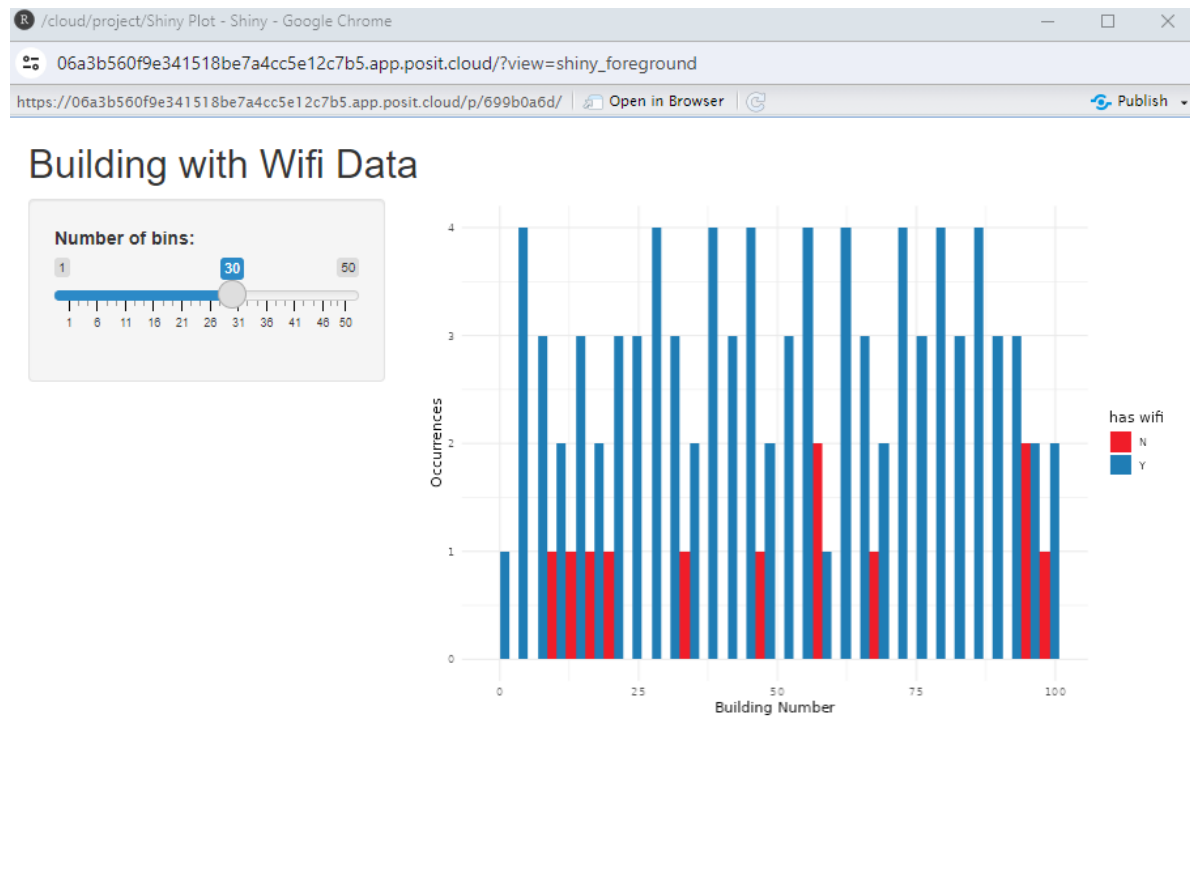 R /cloud/project/Shiny Plot - Shiny - Google Chrome
06a3b560f9e341518be7a4cc5e12c7b5.app.posit.cloud/?view=shiny_foreground
https://06a3b560f9e341518be7a4cc5e12c7b5.app.posit.cloud/p/699b0a6d/ Open in Browser Publish
Building with Wifi Data
Number of bins:
1 30 50
1 6 11 16 21 26 31 36 41 46 50
4
3
2
1
0
Occurrences
0 25 50 75 100
Building Number
has wifi
N
Y